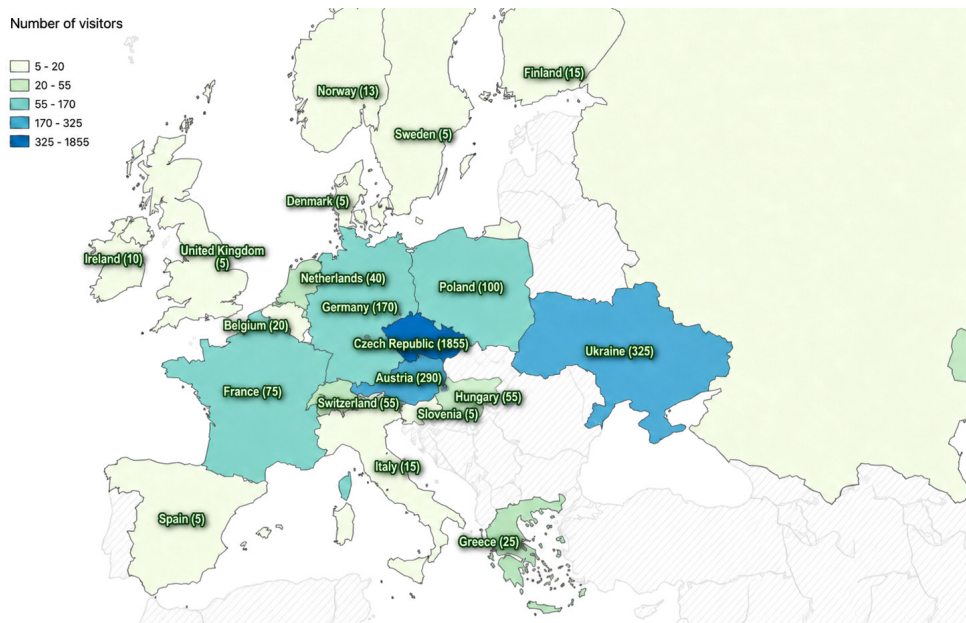 Number of visitors
5 - 20
20 - 55
55 - 170
170 - 325
325 - 1855
Finland (15)
Norway (13)
Sweden (5)
Denmark (5)
United Kingdom
(5)
Ireland (10)
Netherlands (40)
Poland (100)
Germany (170)
Belgium (20)
Czech Republic (1855)
Ukraine (325)
Austria (290)
France (75)
Hungary (55)
Switzerland (55)
Slovenia (5)
Italy (15)
Spain (5)
Greece (25)